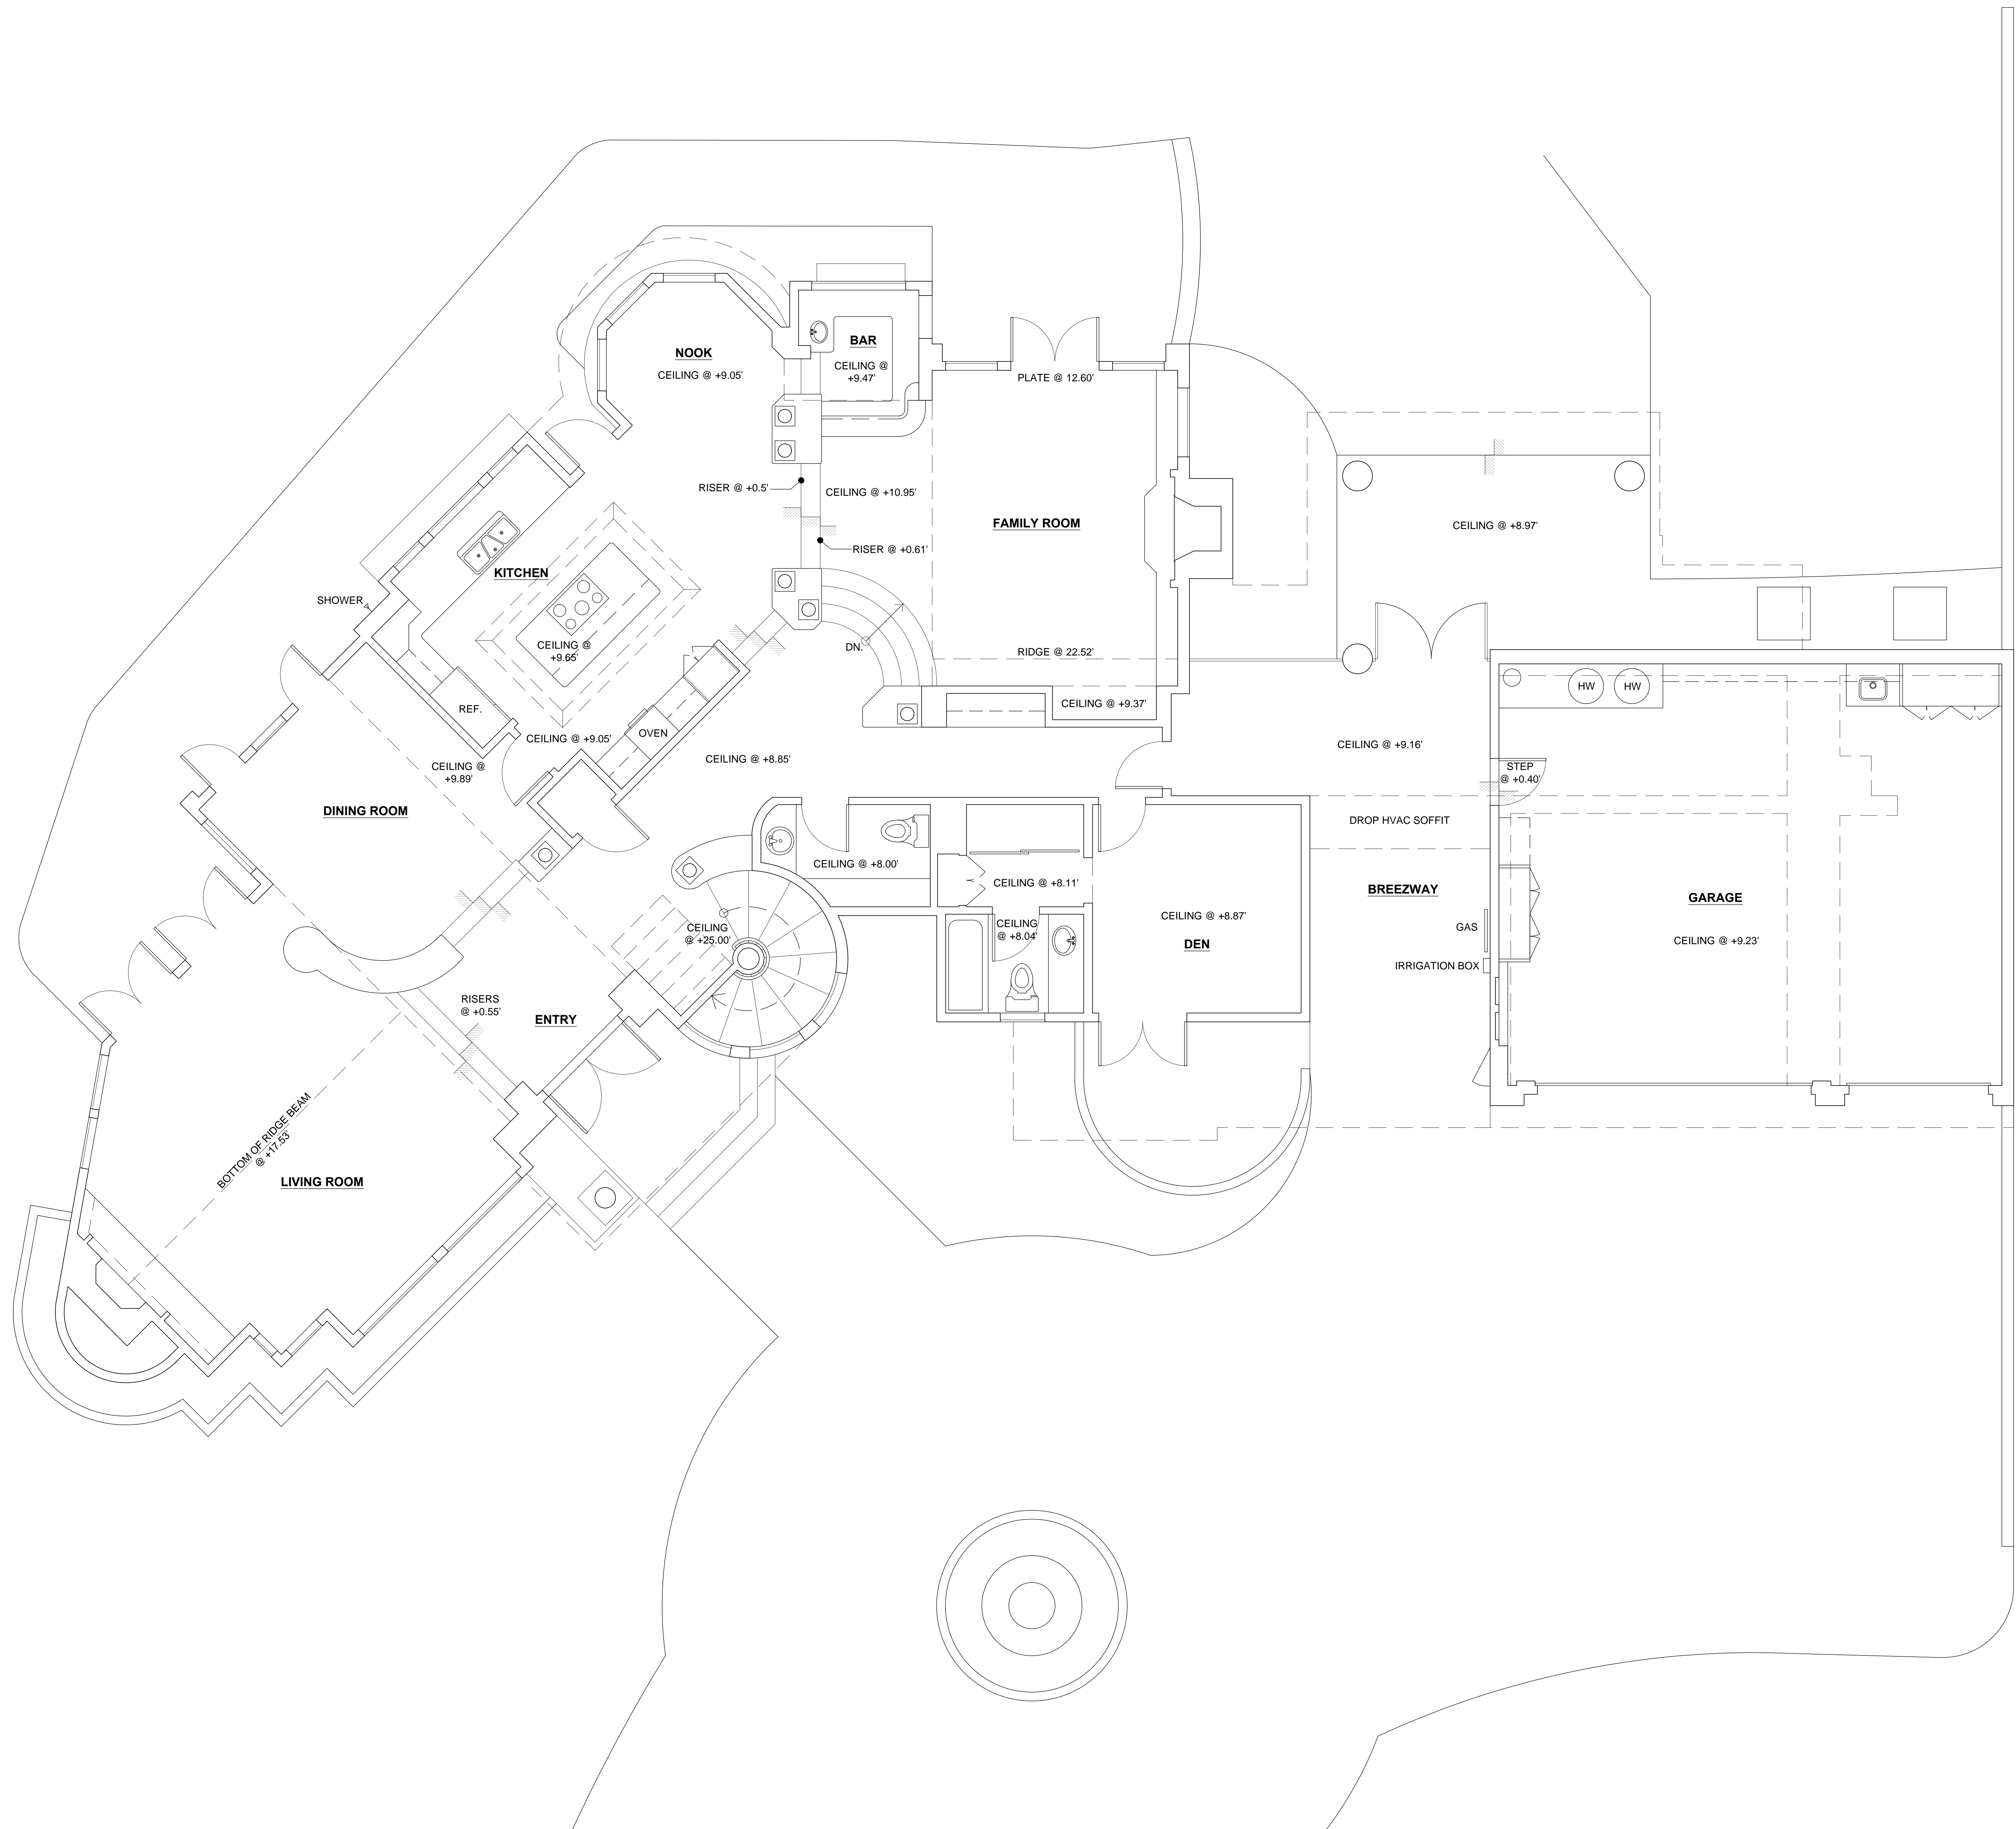 BAR
CEILING @
+9.47'
NOOK
CEILING @ +9.05'
PLATE @ 12.60'
RISER @ +0.5'
CEILING @ +10.95'
FAMILY ROOM
CEILING @ +8.97'
RISER @ +0.61'
KITCHEN
SHOWER
CEILING @
+9.65'
DN.
RIDGE @ 22.52'
HW
HW
REF.
CEILING @ +9.37'
OVEN
CEILING @ +9.05'
CEILING @ +9.16'
CEILING @ +8.85'
CEILING @
+9.89'
STEP
@ +0.40'
DINING ROOM
DROP HVAC SOFFIT
CEILING @ +8.00'
CEILING @ +8.11'
BREEZWAY
GARAGE
CEILING @ +8.87'
CEILING
@ +25.00'
CEILING
@ +8.04'
GAS
DEN
CEILING @ +9.23'
IRRIGATION BOX
RISERS
@ +0.55'
ENTRY
BOTTOM OF RIDGE BEAM
@ +17.53'
LIVING ROOM